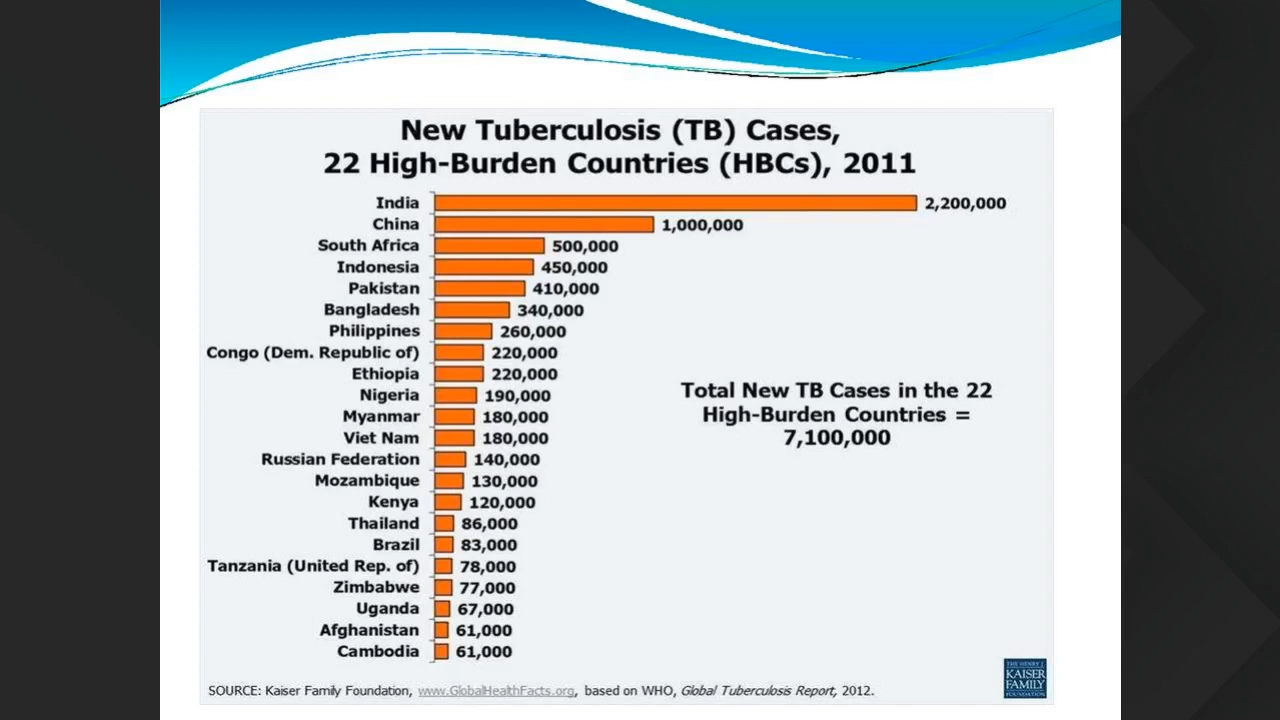 New Tuberculosis (TB) Cases,
22 High-Burden Countries (HBCs), 2011
India 2,200,000
China 1,000,000
South Africa 500,000
Indonesia 450,000
Pakistan 410,000
Bangladesh 340,000
Philippines 260,000
Congo (Dem. Republic of) 220,000
Ethiopia 220,000
Nigeria 190,000
Myanmar 180,000
Viet Nam 180,000
Russian Federation 140,000
Mozambique 130,000
Kenya 120,000
Thailand 86,000
Brazil 83,000
Tanzania (United Rep. of) 78,000
Zimbabwe 77,000
Uganda 67,000
Afghanistan 61,000
Cambodia 61,000
Total New TB Cases in the 22
High-Burden Countries =
7,100,000
SOURCE: Kaiser Family Foundation, www.GlobalHealthFacts.org, based on WHO, Global Tuberculosis Report, 2012.
THE HENRY J.
KAISER
FAMILY
FOUNDATION